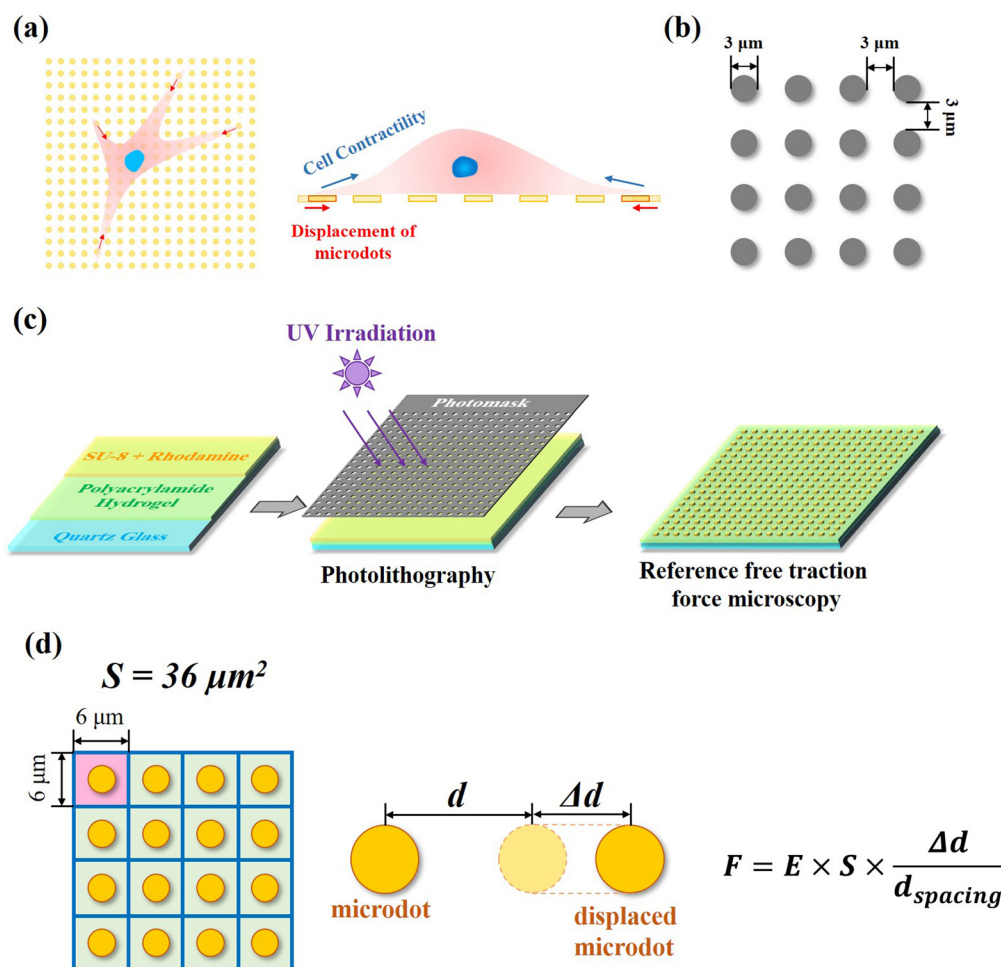 (a)
Cell Contractility
Displacement of
microdots
(b)
3 μm
3 μm
3 μm
(c)
UV Irradiation
Photomask
SU-8 + Rhodamine
Polyacrylamide
Hydrogel
Quartz Glass
Photolithography
Reference free traction
force microscopy
(d)
S = 36 μm²
6 μm
6 μm
d
Δd
microdot
displaced
microdot
F = E × S × Δd / d_spacing